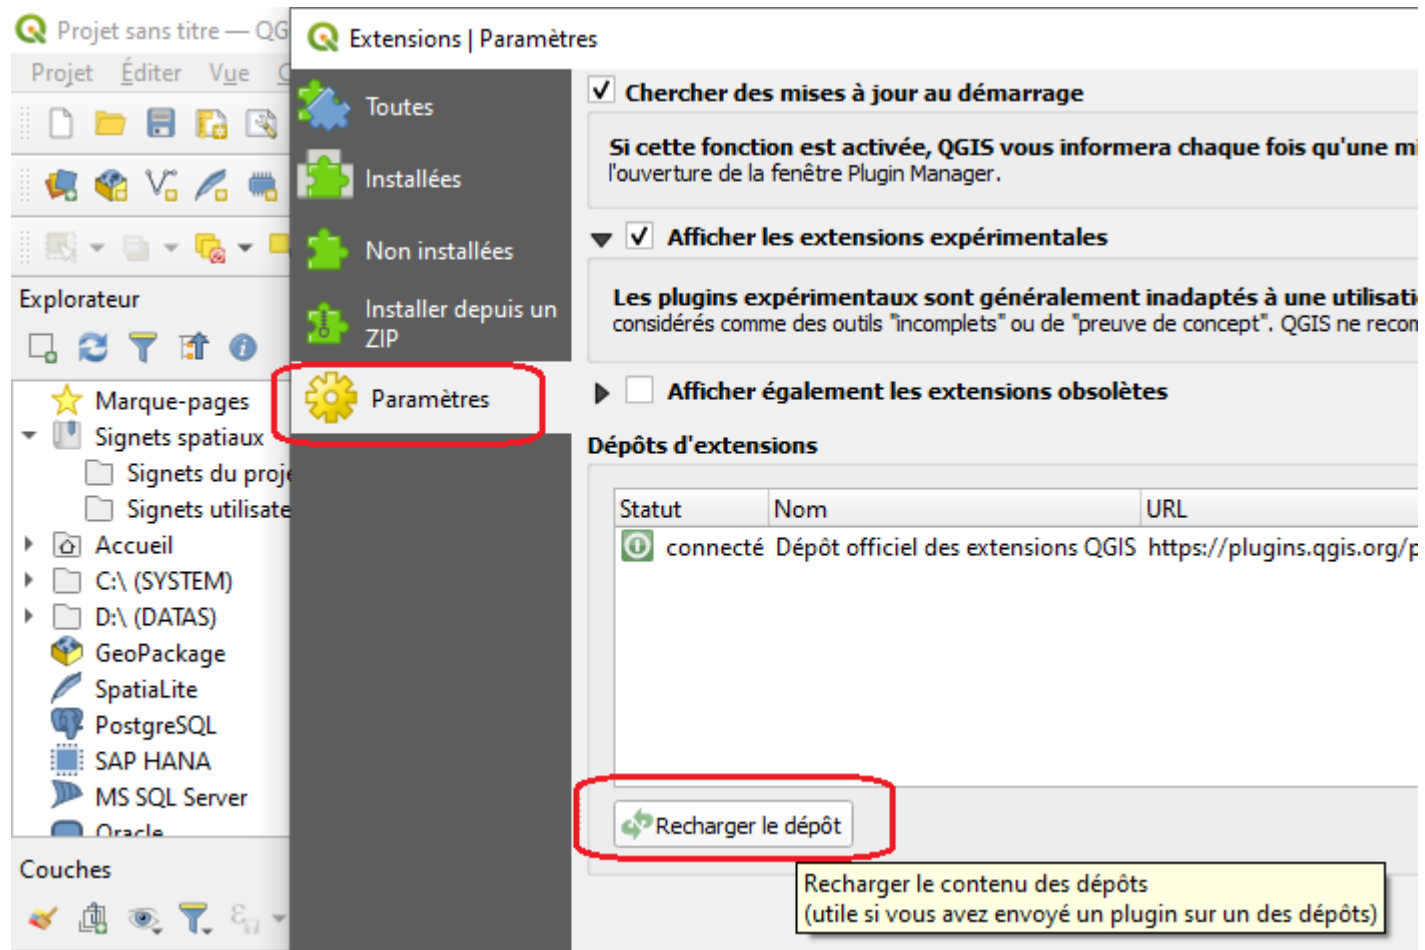 Projet sans titre — QG
Projet Éditer Vue
Explorateur
Marque-pages
Signets spatiaux
Signets du proje
Signets utilisate
Accueil
C:\ (SYSTEM)
D:\ (DATAS)
GeoPackage
SpatiaLite
PostgreSQL
SAP HANA
MS SQL Server
Oracle
Couches
Extensions | Paramètres
Toutes
Installées
Non installées
Installer depuis un
ZIP
Paramètres
Chercher des mises à jour au démarrage
Si cette fonction est activée, QGIS vous informera chaque fois qu'une mi
l'ouverture de la fenêtre Plugin Manager.
Afficher les extensions expérimentales
Les plugins expérimentaux sont généralement inadaptés à une utilisati
considérés comme des outils "incomplets" ou de "preuve de concept". QGIS ne recom
Afficher également les extensions obsolètes
Dépôts d'extensions
Statut Nom URL
connecté Dépôt officiel des extensions QGIS https://plugins.qgis.org/p
Recharger le dépôt
Recharger le contenu des dépôts
(utile si vous avez envoyé un plugin sur un des dépôts)